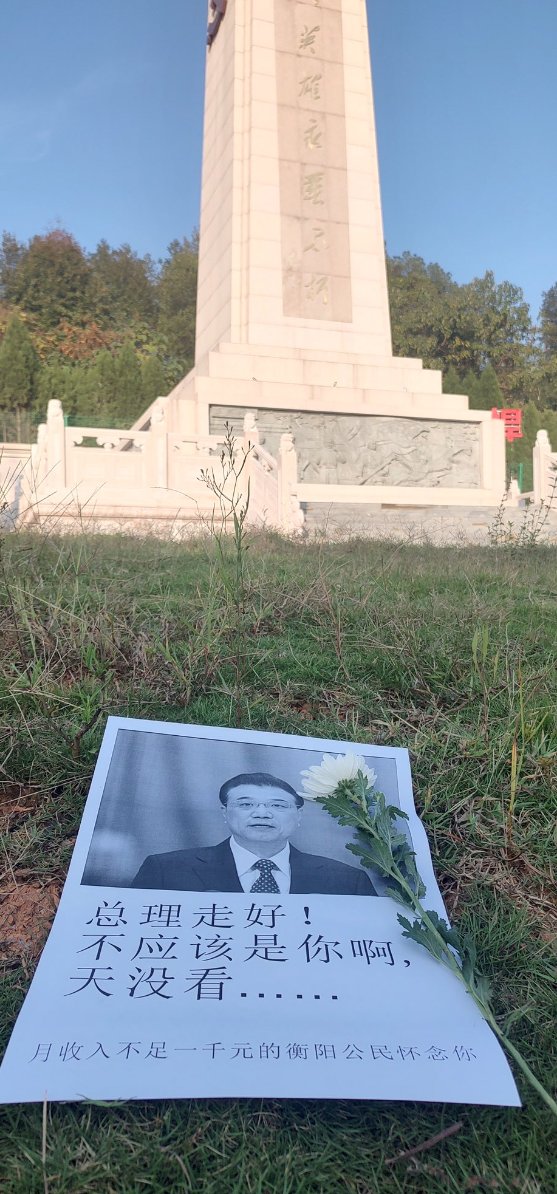 英雄永垂不朽
总理走好！
不应该是你啊，
天没看……
月收入不足一千元的衡阳公民怀念你